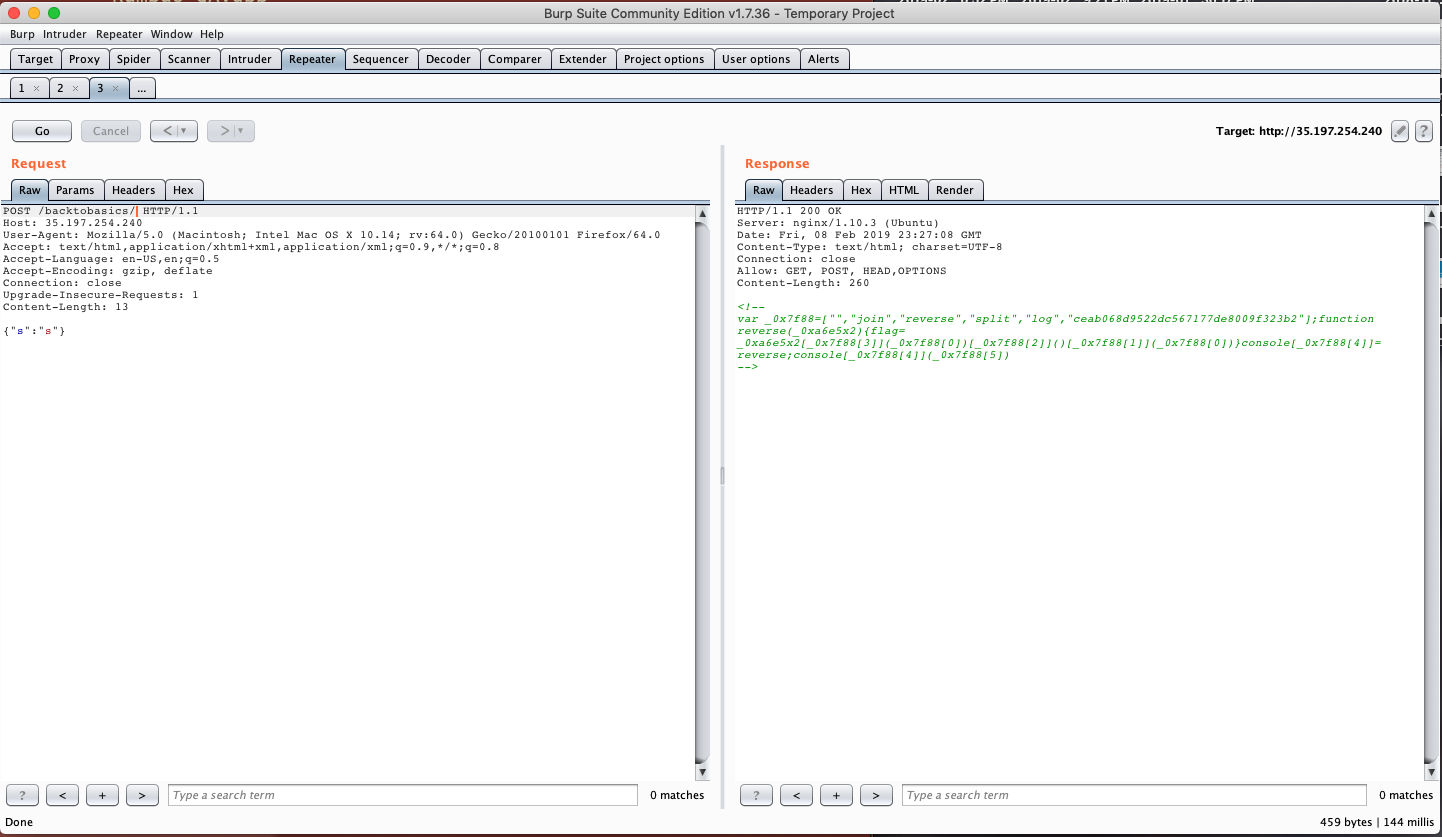 Burp Suite Community Edition v1.7.36 - Temporary Project
Burp Intruder Repeater Window Help
Target Proxy Spider Scanner Intruder Repeater Sequencer Decoder Comparer Extender Project options User options Alerts
1 × 2 × 3 × ...
Go Cancel < | ▼ > | ▼ Target: http://35.197.254.240 ?
Request
Raw Params Headers Hex
POST /backtobasics/ HTTP/1.1
Host: 35.197.254.240
User-Agent: Mozilla/5.0 (Macintosh; Intel Mac OS X 10.14; rv:64.0) Gecko/20100101 Firefox/64.0
Accept: text/html,application/xhtml+xml,application/xml;q=0.9,*/*;q=0.8
Accept-Language: en-US,en;q=0.5
Accept-Encoding: gzip, deflate
Connection: close
Upgrade-Insecure-Requests: 1
Content-Length: 13

{"s":"s"}
? < + > Type a search term 0 matches
Response
Raw Headers Hex HTML Render
HTTP/1.1 200 OK
Server: nginx/1.10.3 (Ubuntu)
Date: Fri, 08 Feb 2019 23:27:08 GMT
Content-Type: text/html; charset=UTF-8
Connection: close
Allow: GET, POST, HEAD,OPTIONS
Content-Length: 260

<!--
var _0x7f88=["","join","reverse","split","log","ceab068d9522dc567177de8009f323b2"];function
reverse(_0xa6e5x2){flag=
_0xa6e5x2[_0x7f88[3]](_0x7f88[0])[_0x7f88[2]]()[_0x7f88[1]](_0x7f88[0])}console[_0x7f88[4]]=
reverse;console[_0x7f88[4]](_0x7f88[5])
-->
? < + > Type a search term 0 matches
Done 459 bytes | 144 millis